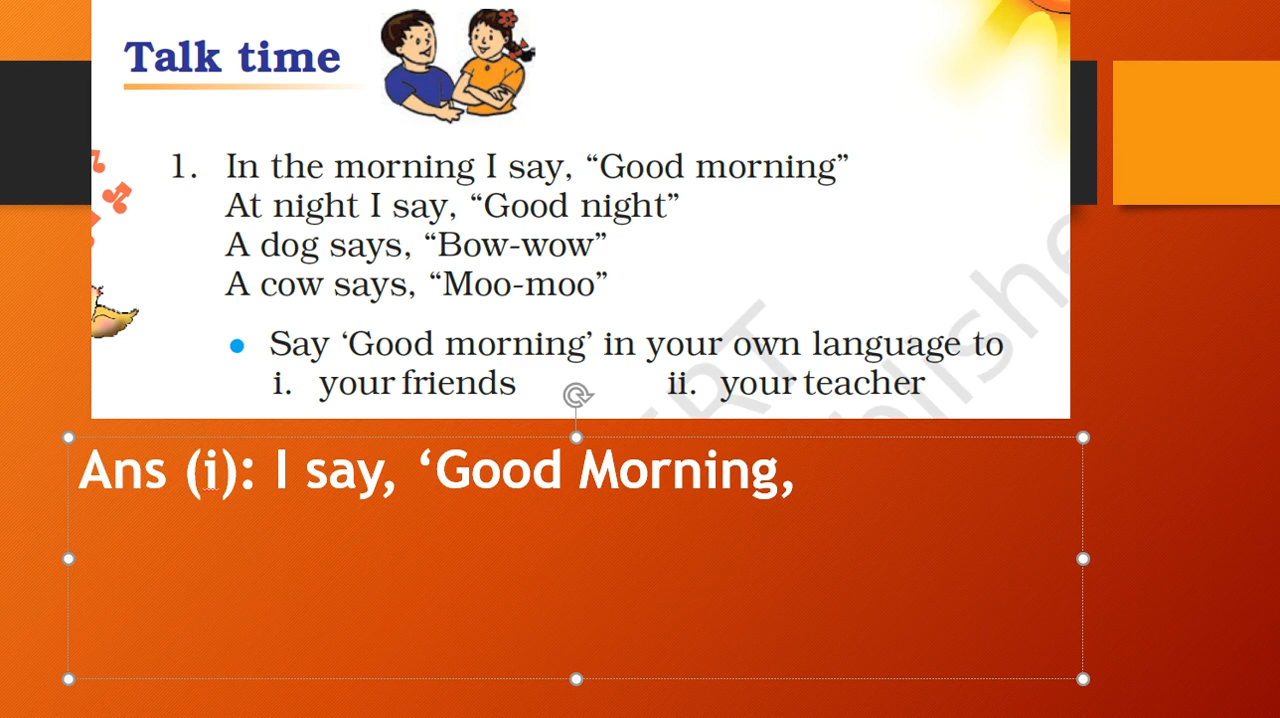 Talk time
1. In the morning I say, “Good morning”
At night I say, “Good night”
A dog says, “Bow-wow”
A cow says, “Moo-moo”
• Say ‘Good morning’ in your own language to
i. your friends ii. your teacher
Ans (i): I say, ‘Good Morning,